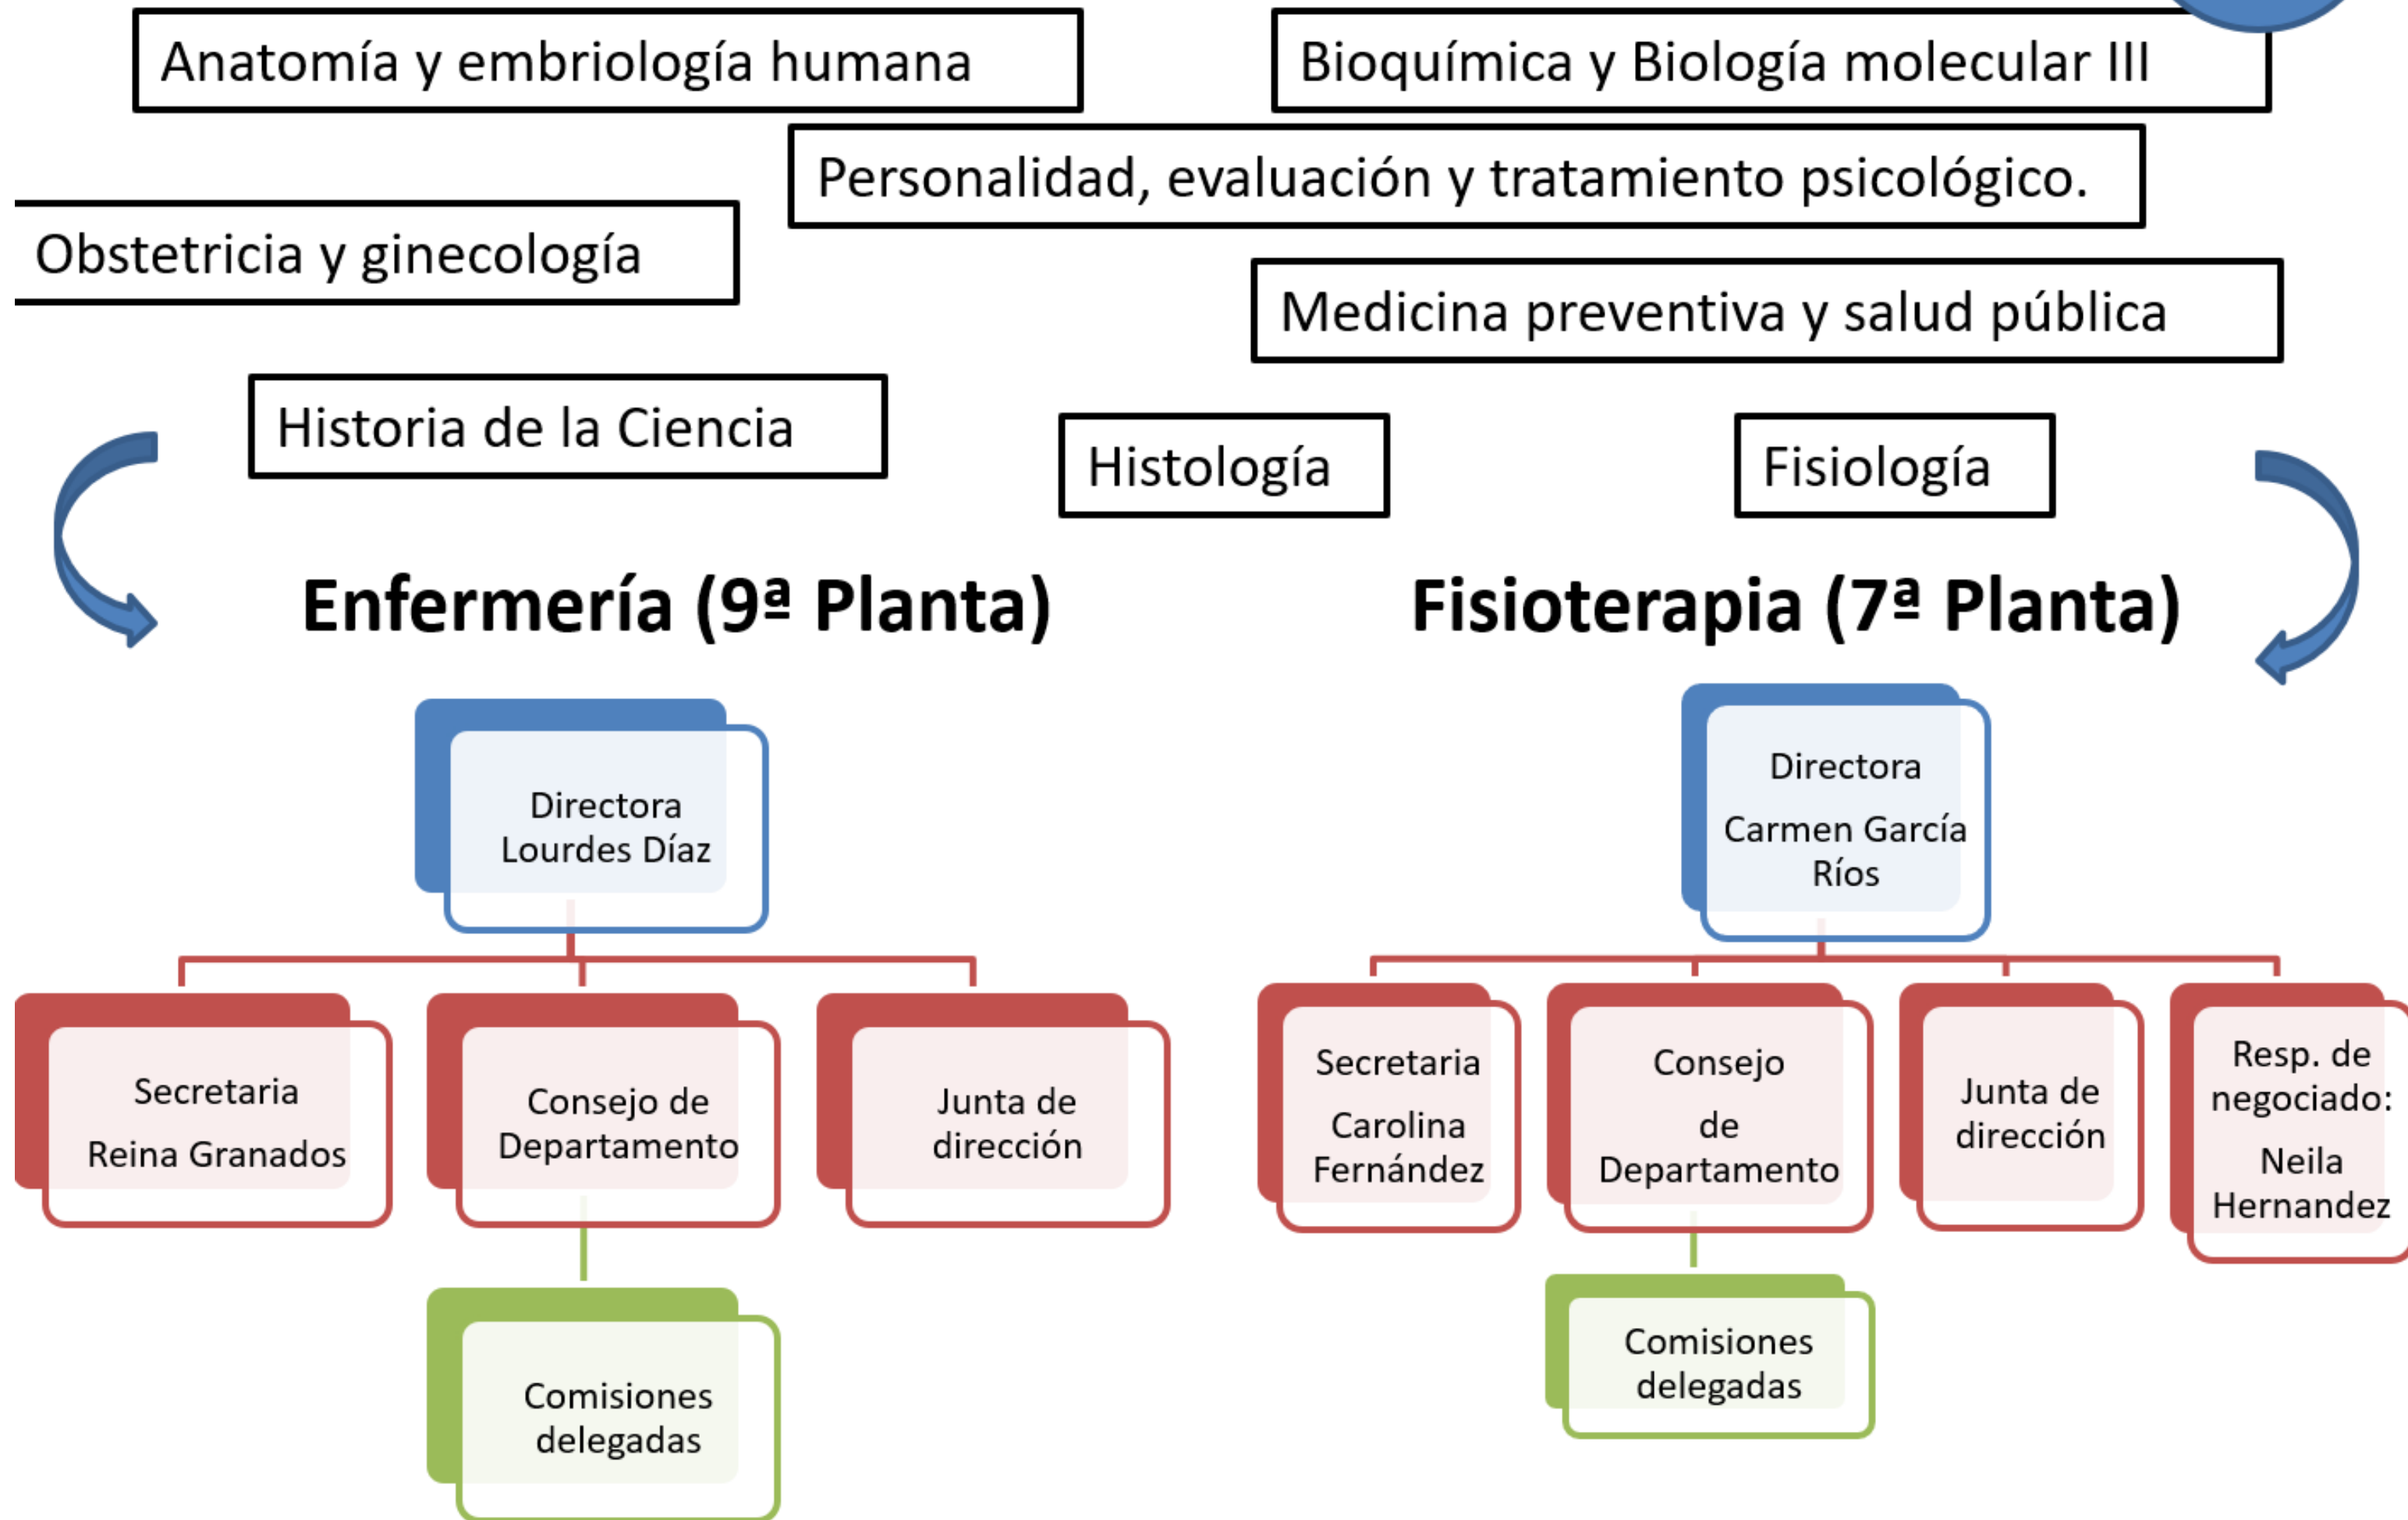 Anatomía y embriología humana
Bioquímica y Biología molecular III
Personalidad, evaluación y tratamiento psicológico.
Obstetricia y ginecología
Medicina preventiva y salud pública
Historia de la Ciencia
Histología
Fisiología
Enfermería (9ª Planta)
Directora
Lourdes Díaz
Secretaria
Reina Granados
Consejo de
Departamento
Junta de
dirección
Comisiones
delegadas
Fisioterapia (7ª Planta)
Directora
Carmen García
Ríos
Secretaria
Carolina
Fernández
Consejo
de
Departamento
Junta de
dirección
Resp. de
negociado:
Neila
Hernandez
Comisiones
delegadas